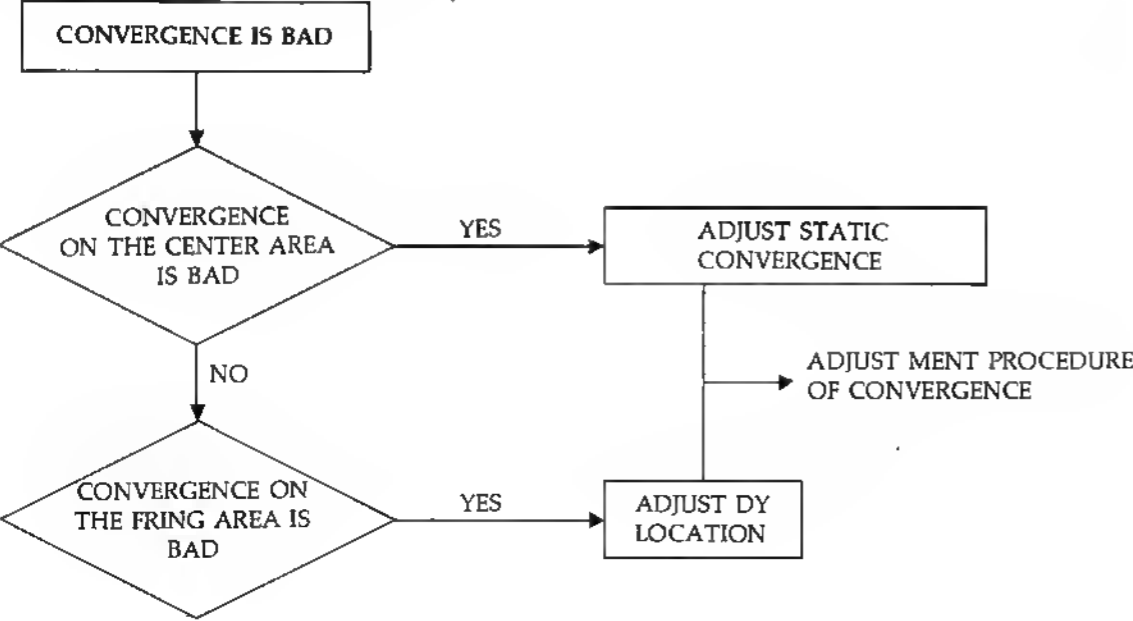 CONVERGENCE IS BAD
CONVERGENCE
ON THE CENTER AREA
IS BAD
YES
ADJUST STATIC
CONVERGENCE
NO
ADJUST MENT PROCEDURE
OF CONVERGENCE
CONVERGENCE ON
THE FRING AREA IS
BAD
YES
ADJUST DY
LOCATION